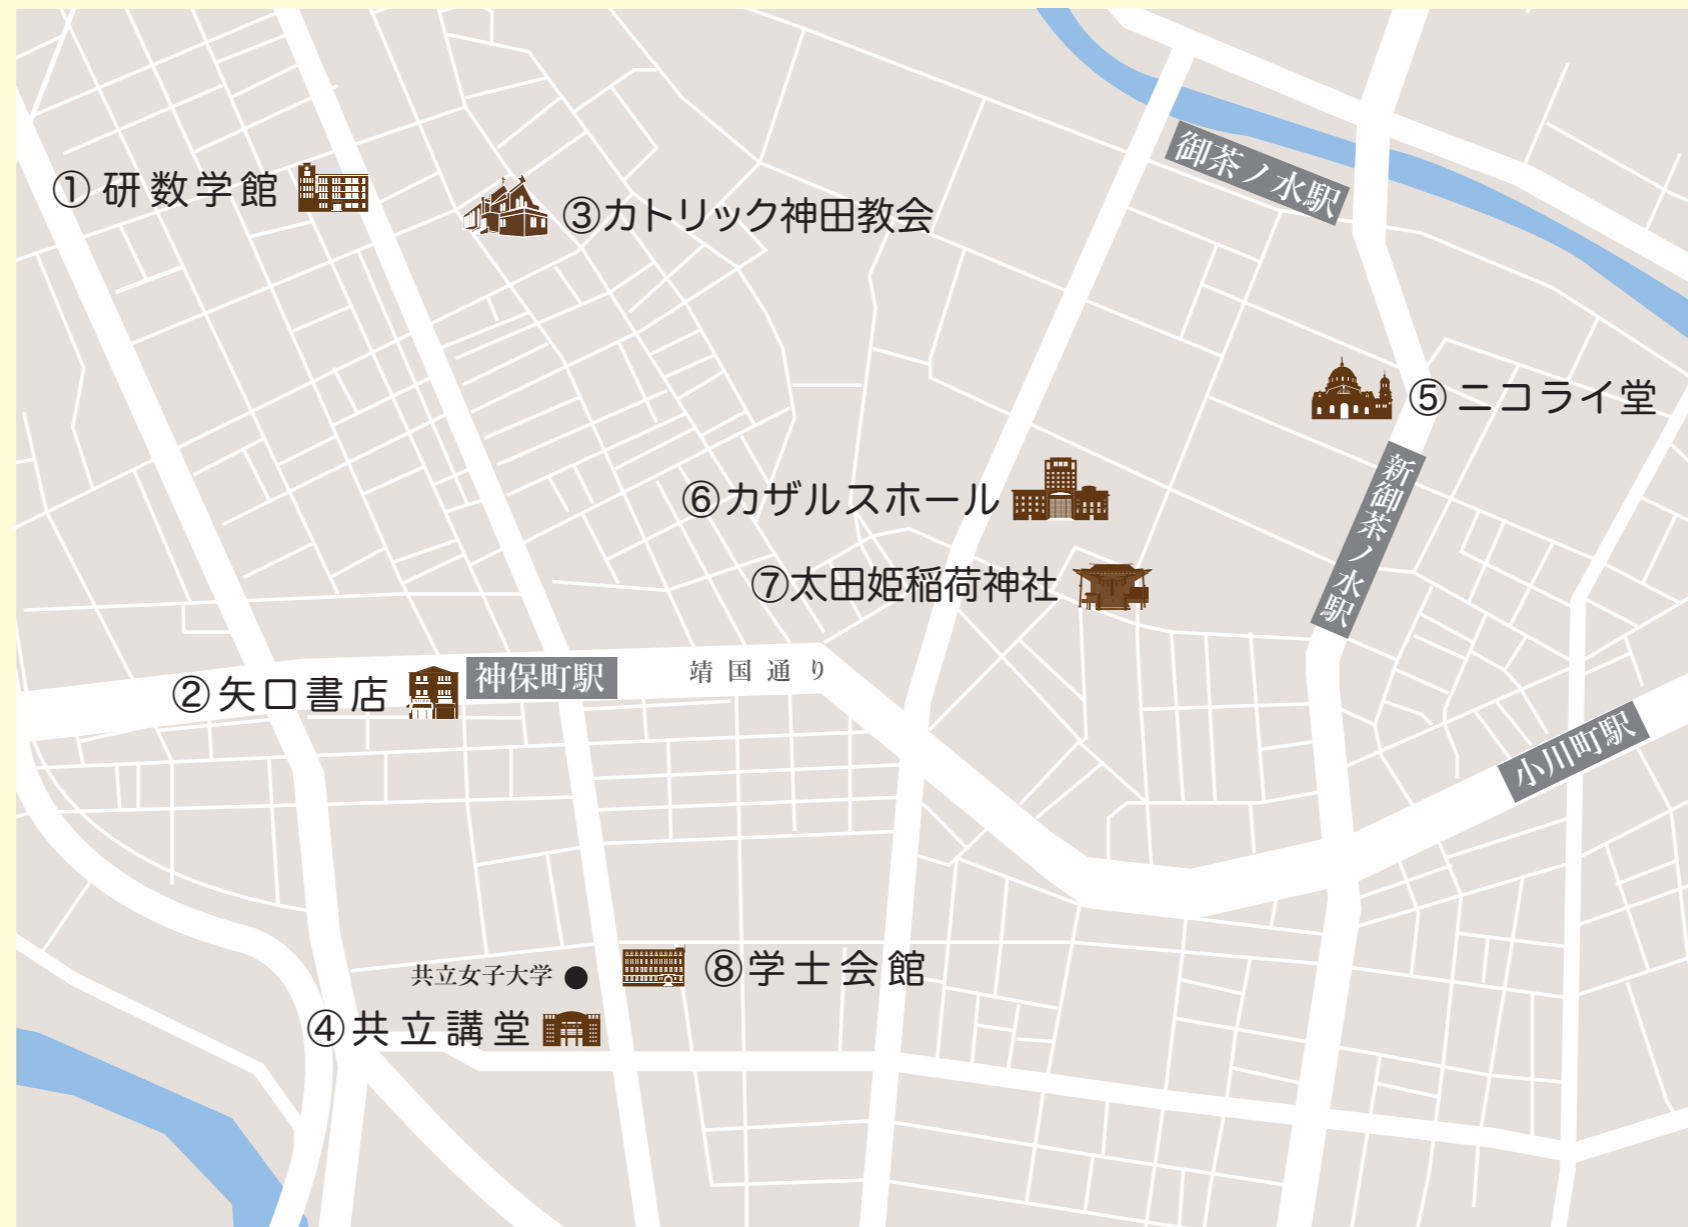 御茶ノ水駅
①研数学館
③カトリック神田教会
⑤ニコライ堂
新御茶ノ水駅
⑥カザルスホール
⑦太田姫稲荷神社
②矢口書店
神保町駅
靖国通り
小川町駅
共立女子大学
⑧学士会館
④共立講堂